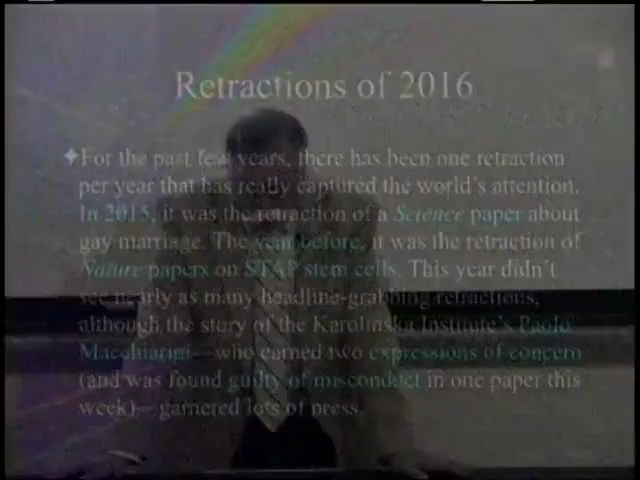 Retractions of 2016
✦For the past few years, there has been one retraction
per year that has really captured the world's attention.
In 2015, it was the retraction of a Science paper about
gay marriage. The year before, it was the retraction of
Nature papers on STAP stem cells. This year didn't
see nearly as many headline-grabbing retractions,
although the story of the Karolinska Institute's Paolo
Macchiarini—who earned two expressions of concern
(and was found guilty of misconduct in one paper this
week)—garnered lots of press.